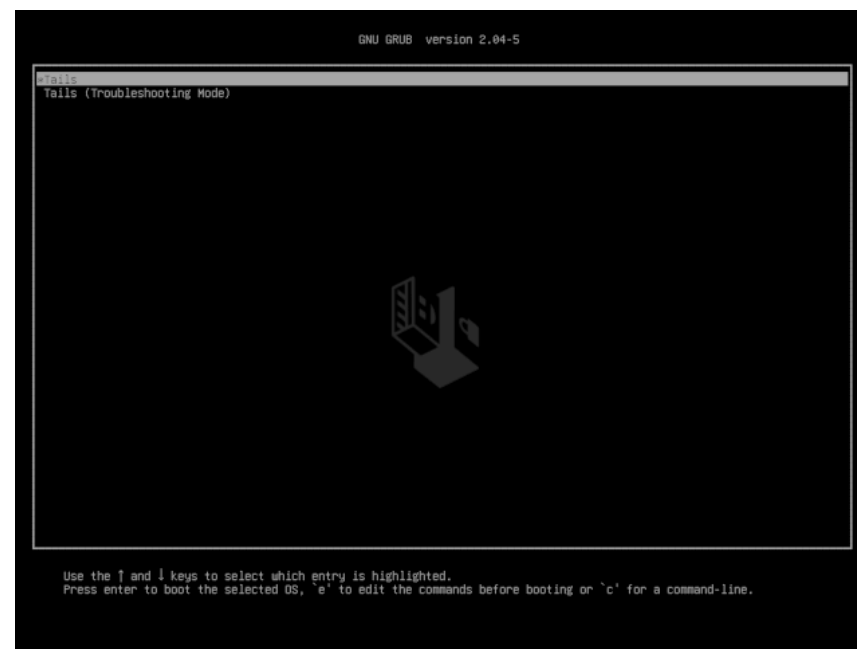 GNU GRUB version 2.04-5
*Tails
Tails (Troubleshooting Mode)
Use the ↑ and ↓ keys to select which entry is highlighted.
Press enter to boot the selected OS, `e' to edit the commands before booting or `c' for a command-line.